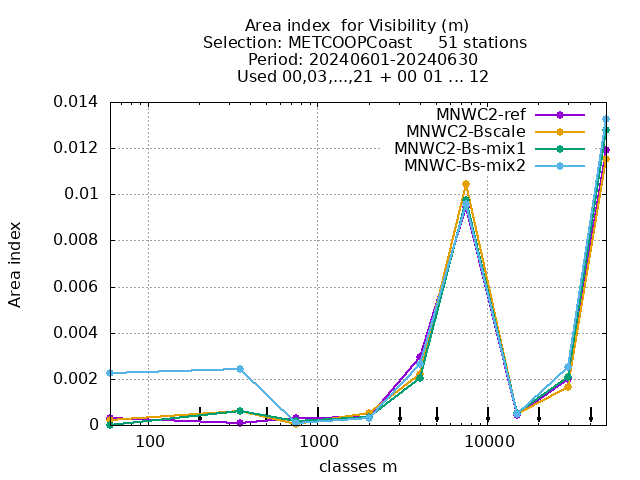 Area index  for Visibility (m)
Selection: METCOOPCoast     51 stations
Period: 20240601-20240630
Used 00,03,...,21 + 00 01 ... 12
MNWC2-ref
MNWC2-Bscale
MNWC2-Bs-mix1
MNWC-Bs-mix2
Area index
0.014
0.012
0.01
0.008
0.006
0.004
0.002
0
100
1000
10000
classes m